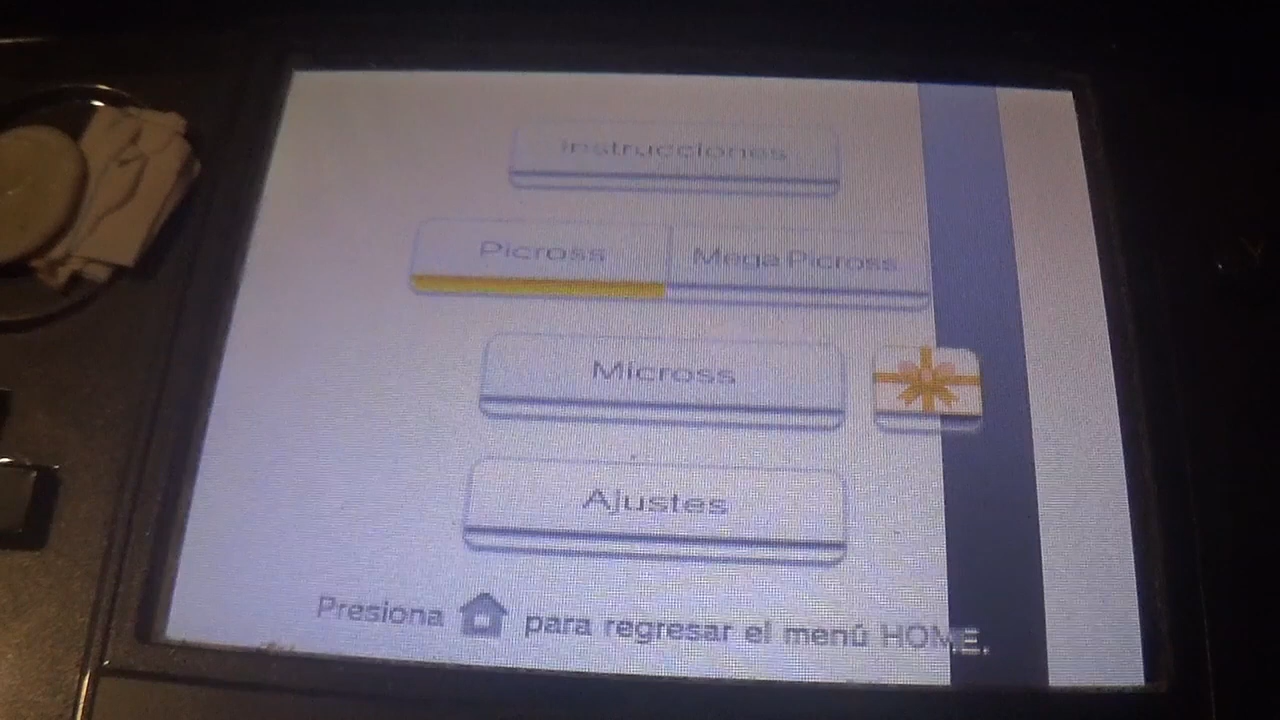 Instrucciones
Picross Mega Picross
Micross
Ajustes
Presiona para regresar el menú HOME.